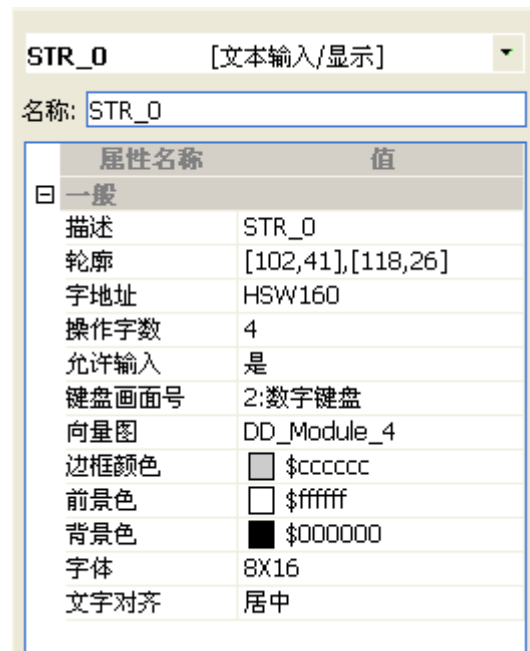 STR_0 [文本输入/显示]
名称: STR_0
属性名称 值
一般
描述 STR_0
轮廓 [102,41],[118,26]
字地址 HSW160
操作字数 4
允许输入 是
键盘画面号 2:数字键盘
向量图 DD_Module_4
边框颜色 $cccccc
前景色 $ffffff
背景色 $000000
字体 8X16
文字对齐 居中